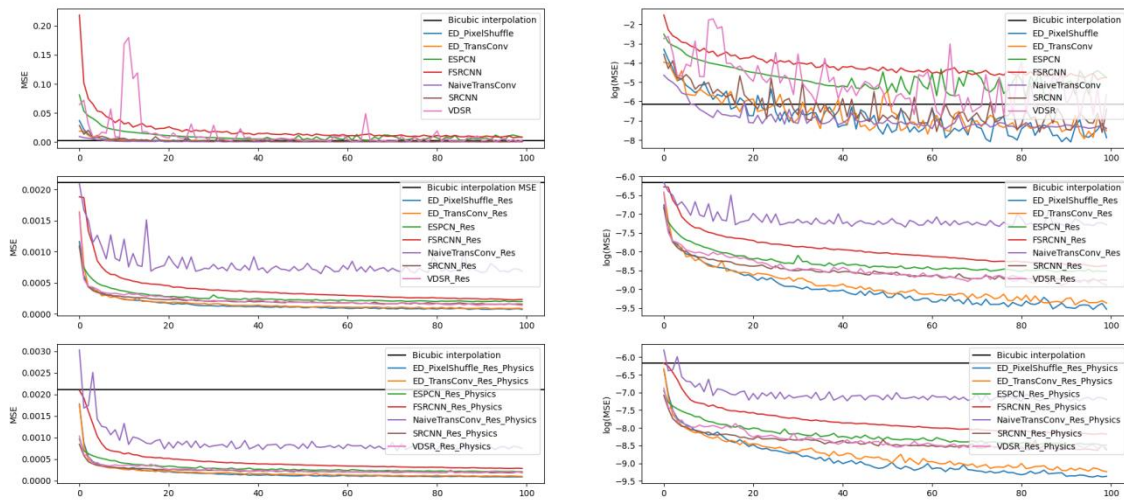 MSE
0.20
0.15
0.10
0.05
0.00
0
20
40
60
80
100
Bicubic interpolation
ED_PixelShuffle
ED_TransConv
ESPCN
FSRCNN
NaiveTransConv
SRCNN
VDSR
log(MSE)
−2
−3
−4
−5
−6
−7
−8
0
20
40
60
80
100
Bicubic interpolation
ED_PixelShuffle
ED_TransConv
ESPCN
FSRCNN
NaiveTransConv
SRCNN
VDSR
MSE
0.0020
0.0015
0.0010
0.0005
0.0000
0
20
40
60
80
100
Bicubic interpolation MSE
ED_PixelShuffle_Res
ED_TransConv_Res
ESPCN_Res
FSRCNN_Res
NaiveTransConv_Res
SRCNN_Res
VDSR_Res
log(MSE)
−6.0
−6.5
−7.0
−7.5
−8.0
−8.5
−9.0
−9.5
0
20
40
60
80
100
Bicubic interpolation
ED_PixelShuffle_Res
ED_TransConv_Res
ESPCN_Res
FSRCNN_Res
NaiveTransConv_Res
SRCNN_Res
VDSR_Res
MSE
0.0030
0.0025
0.0020
0.0015
0.0010
0.0005
0.0000
0
20
40
60
80
100
Bicubic interpolation
ED_PixelShuffle_Res_Physics
ED_TransConv_Res_Physics
ESPCN_Res_Physics
FSRCNN_Res_Physics
NaiveTransConv_Res_Physics
SRCNN_Res_Physics
VDSR_Res_Physics
log(MSE)
−6.0
−6.5
−7.0
−7.5
−8.0
−8.5
−9.0
−9.5
0
20
40
60
80
100
Bicubic interpolation
ED_PixelShuffle_Res_Physics
ED_TransConv_Res_Physics
ESPCN_Res_Physics
FSRCNN_Res_Physics
NaiveTransConv_Res_Physics
SRCNN_Res_Physics
VDSR_Res_Physics